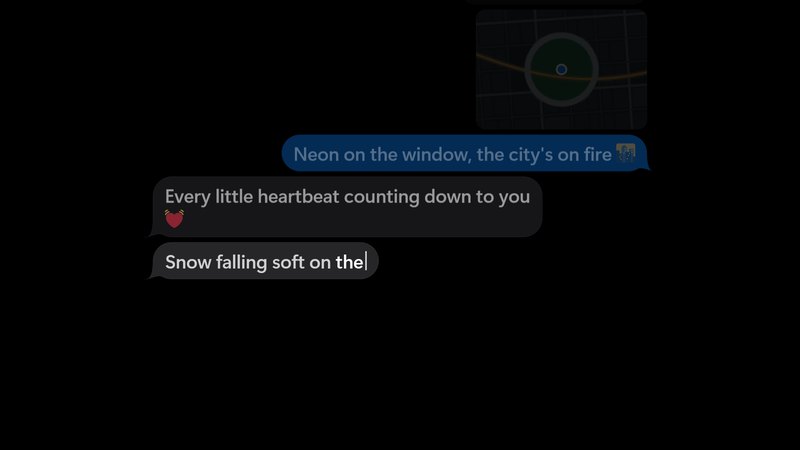 Neon on the window, the city's on fire 🌇
Every little heartbeat counting down to you
💓
Snow falling soft on the